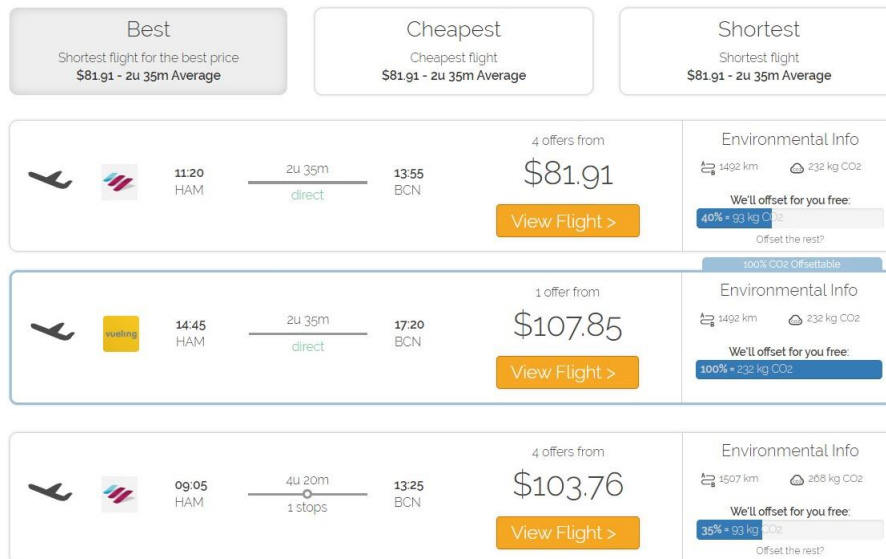 Best
Shortest flight for the best price
$81.91 - 2u 35m Average
Cheapest
Cheapest flight
$81.91 - 2u 35m Average
Shortest
Shortest flight
$81.91 - 2u 35m Average
11:20
HAM
2u 35m
direct
13:55
BCN
4 offers from
$81.91
View Flight >
Environmental Info
1492 km
232 kg CO2
We'll offset for you free:
40% = 93 kg CO2
Offset the rest?
100% CO2 Offsettable
vueling
14:45
HAM
2u 35m
direct
17:20
BCN
1 offer from
$107.85
View Flight >
Environmental Info
1492 km
232 kg CO2
We'll offset for you free:
100% = 232 kg CO2
09:05
HAM
4u 20m
1 stops
13:25
BCN
4 offers from
$103.76
View Flight >
Environmental Info
1507 km
268 kg CO2
We'll offset for you free:
35% = 93 kg CO2
Offset the rest?